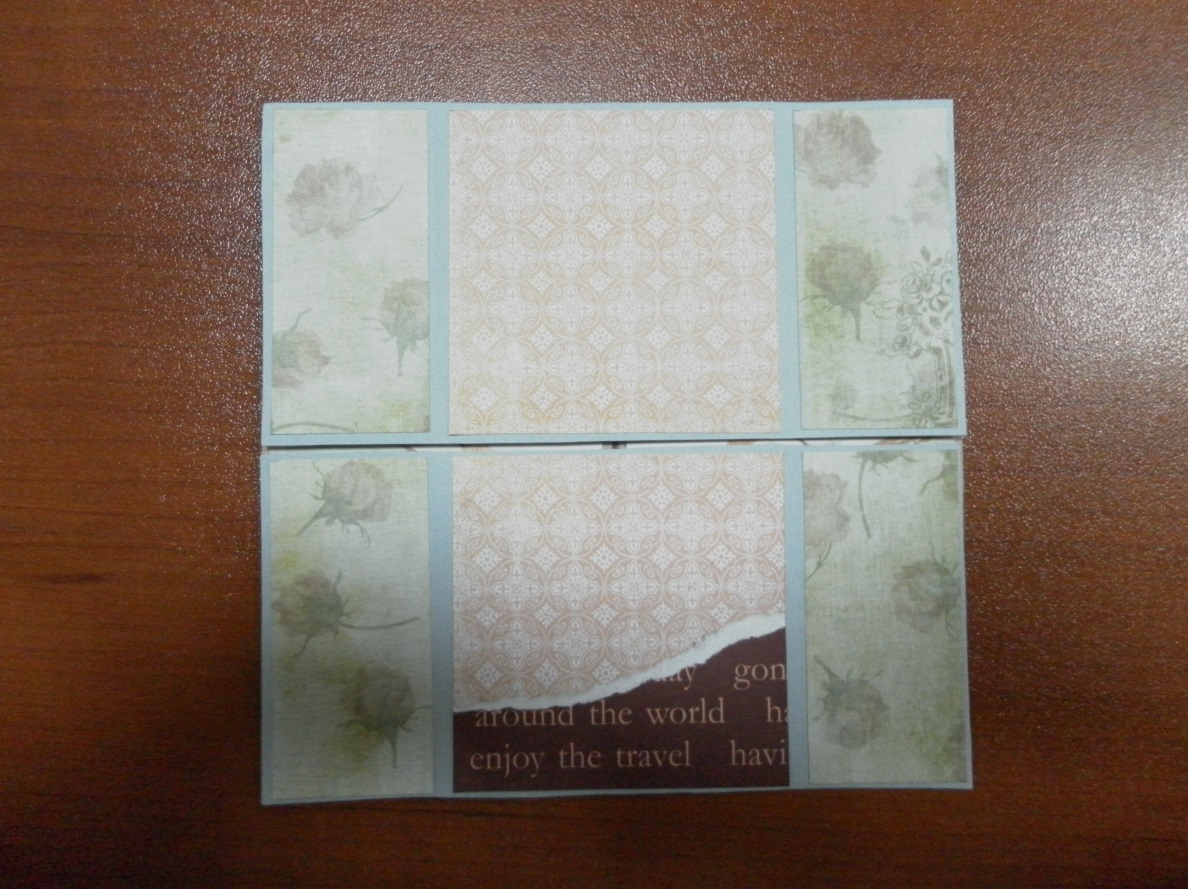 gon
around the world ha
enjoy the travel havi